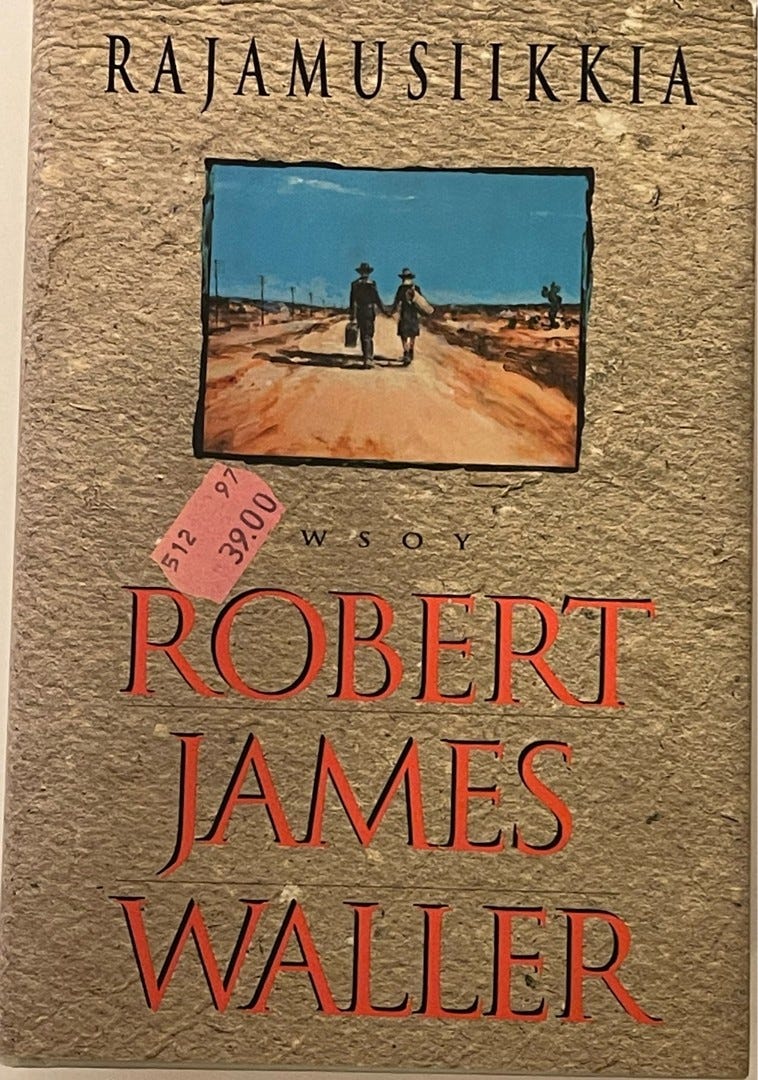 RAJAMUSIIKKIA
512 97
39.00
WSOY
ROBERT
JAMES
WALLER